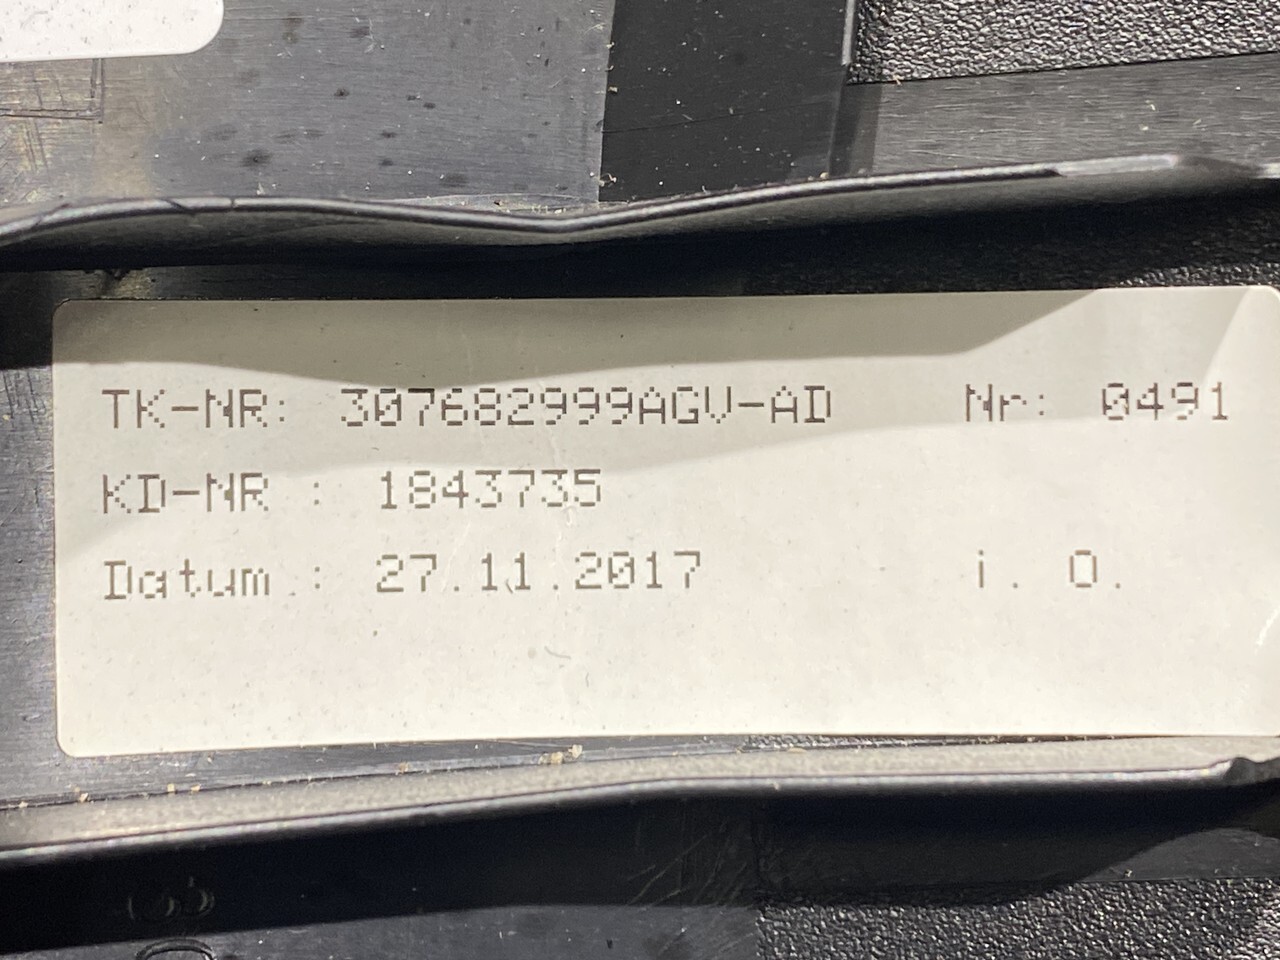 TK-NR: 307682999AGV-AD Nr: 0491
KD-NR : 1843735
Datum : 27.11.2017 i. O.